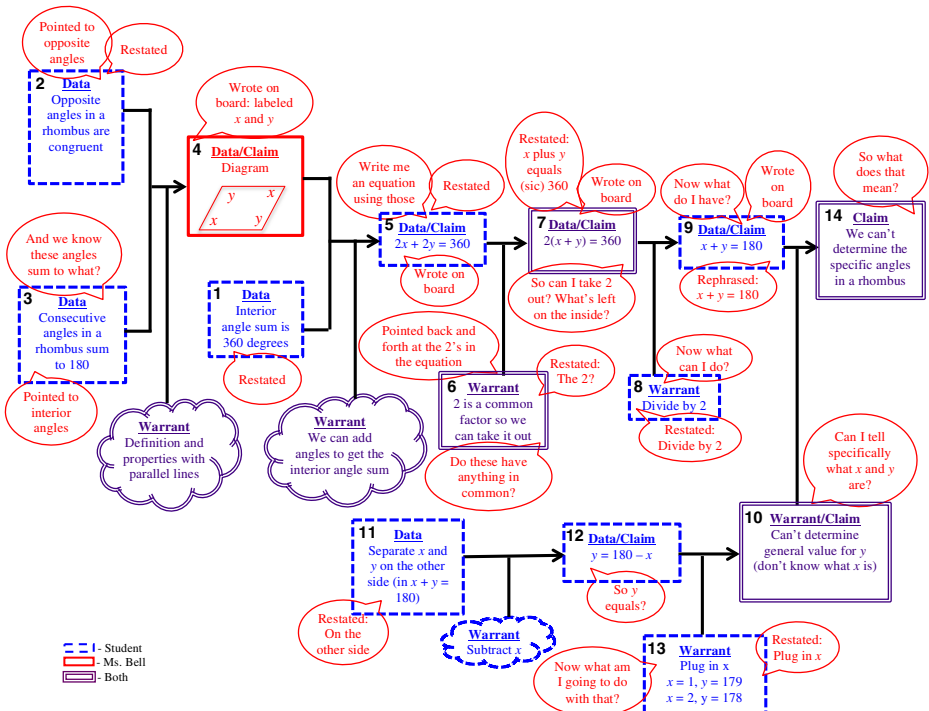 Pointed to
opposite
angles
Restated
2
Data
Opposite
angles in a
rhombus are
congruent
And we know
these angles
sum to what?
3
Data
Consecutive
angles in a
rhombus sum
to 180
Pointed to
interior
angles
Wrote on
board: labeled
x and y
4
Data/Claim
Diagram
y x
x y
Warrant
Definition and
properties with
parallel lines
1
Data
Interior
angle sum is
360 degrees
Restated
Warrant
We can add
angles to get the
interior angle sum
Write me
an equation
using those
Restated
5
Data/Claim
2x + 2y = 360
Wrote on
board
Pointed back and
forth at the 2's in
the equation
Restated:
The 2?
6
Warrant
2 is a common
factor so we
can take it out
Do these have
anything in
common?
Restated:
x plus y
equals
(sic) 360
Wrote on
board
7
Data/Claim
2(x + y) = 360
So can I take 2
out? What's left
on the inside?
Now what
do I have?
Wrote
on
board
9
Data/Claim
x + y = 180
Rephrased:
x + y = 180
Now what
can I do?
8
Warrant
Divide by 2
Restated:
Divide by 2
So what
does that
mean?
14
Claim
We can't
determine the
specific angles
in a rhombus
Can I tell
specifically
what x and y
are?
10
Warrant/Claim
Can't determine
general value for y
(don't know what x is)
11
Data
Separate x and
y on the other
side (in x + y =
180)
Restated:
On the
other side
Warrant
Subtract x
12
Data/Claim
y = 180 – x
So y
equals?
13
Warrant
Plug in x
x = 1, y = 179
x = 2, y = 178
Now what am
I going to do
with that?
Restated:
Plug in x
- Student
- Ms. Bell
- Both